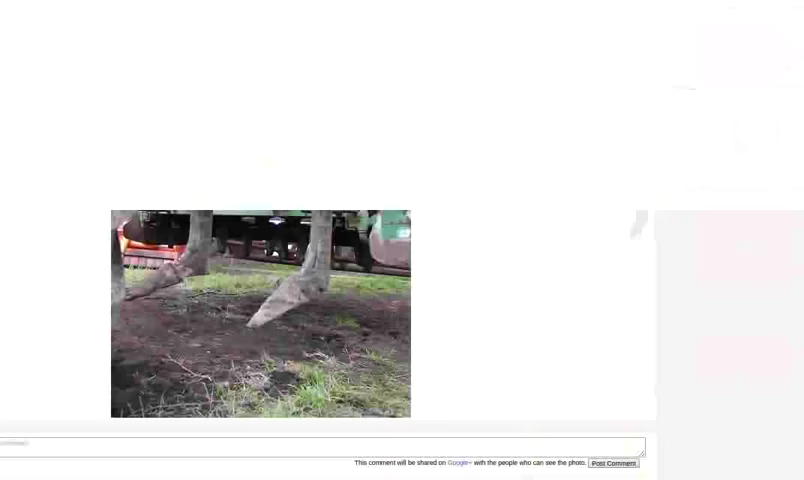 This comment will be shared on Google+ with the people who can see the photo. Post Comment